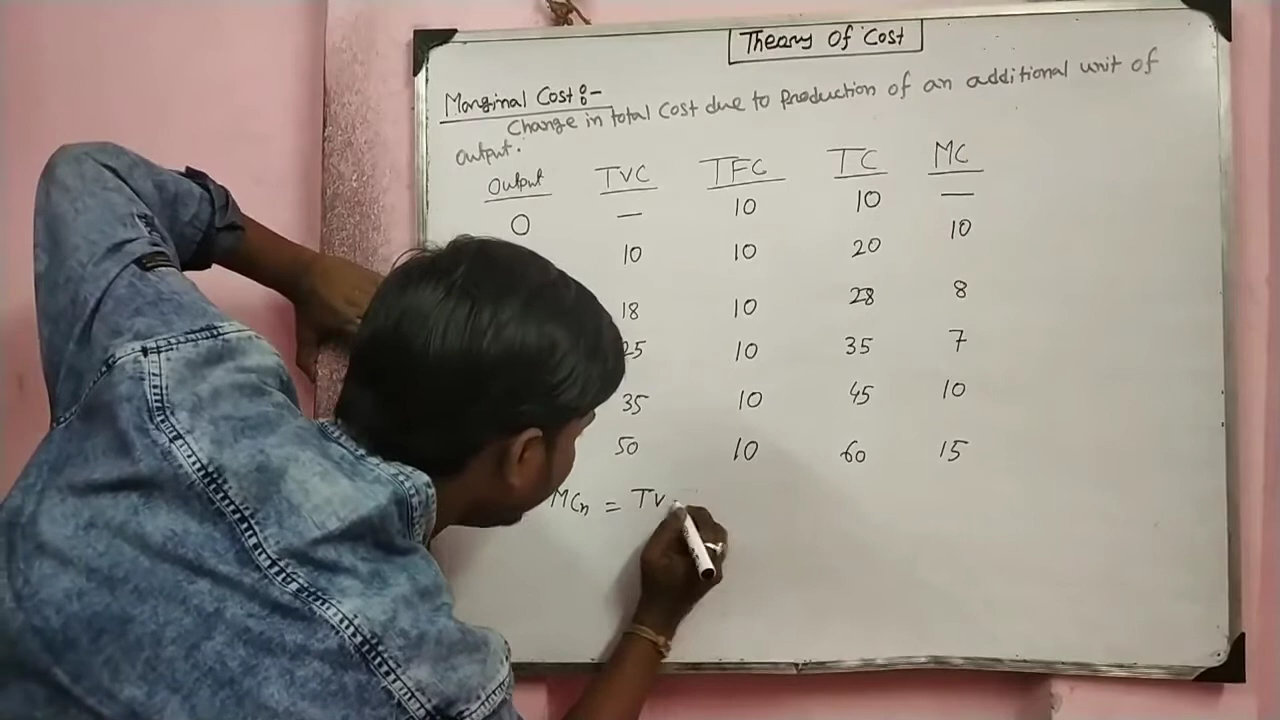 Theory Of Cost
Marginal Cost:-
Change in total Cost due to Production of an additional unit of
Output.
Output TVC TFC TC MC
0 — 10 10 —
10 10 20 10
18 10 28 8
25 10 35 7
35 10 45 10
50 10 60 15
MCn = TV